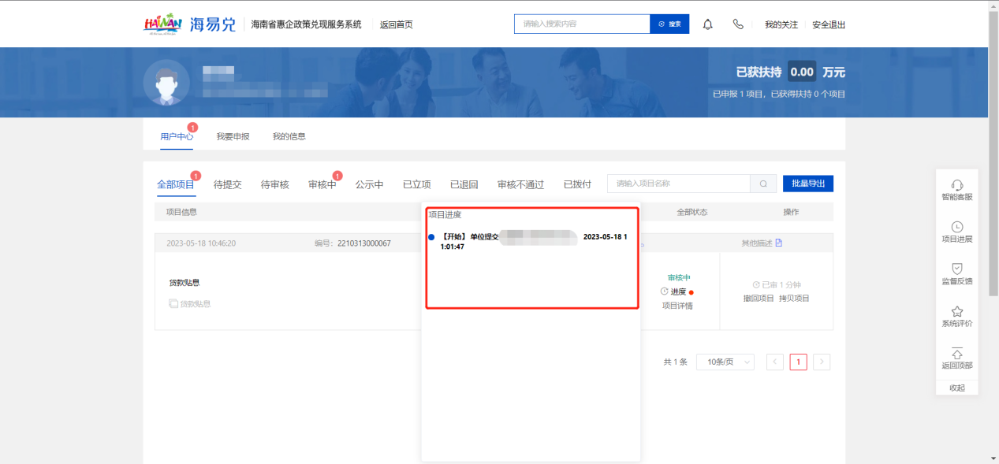 HAINAN 海易兑 海南省惠企政策兑现服务系统 返回首页 请输入搜索内容 搜索 我的关注 安全退出
已获扶持 0.00 万元
已申报 1 项目，已获得扶持 0 个项目
用户中心 1 我要申报 我的信息
全部项目 1 待提交 待审核 审核中 1 公示中 已立项 已退回 审核不通过 已拨付 请输入项目名称 批量导出
项目信息 全部状态 操作
项目进度
2023-05-18 10:46:20 编号: 2210313000067 其他描述
【开始】单位提交 2023-05-18 1
1:01:47
贷款贴息
贷款贴息
审核中
进度
项目详情
已审 1 分钟
撤回项目 拷贝项目
共 1 条 10条/页 1
智能客服
项目进展
监督反馈
系统评价
返回顶部
收起